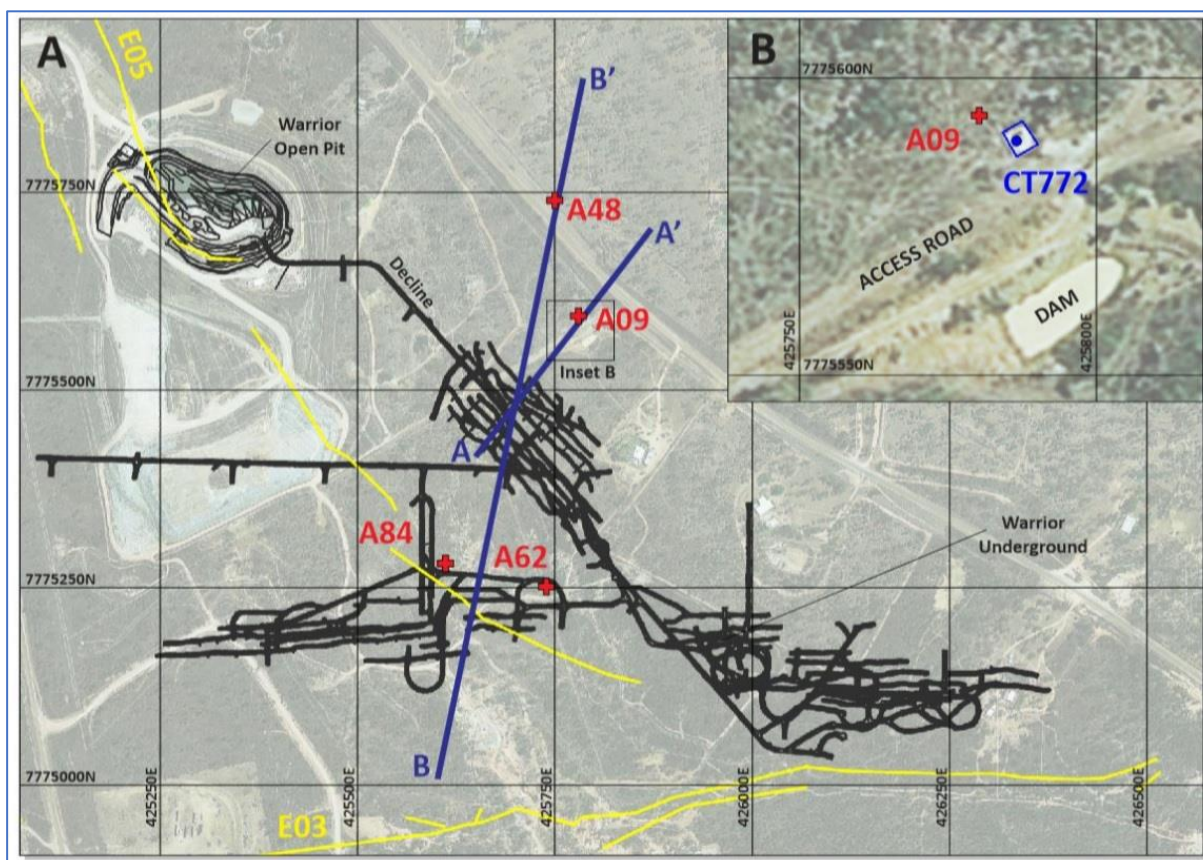 A
E05
Warrior
Open Pit
7775750N
Decline
B'
A48
A'
A09
Inset B
7775500N
A
A84
A62
Warrior
Underground
7775250N
B
7775000N
425250E
425500E
425750E
426000E
426250E
426500E
E03
B
7775600N
A09
CT772
ACCESS ROAD
DAM
425750E
7775550N
425800E